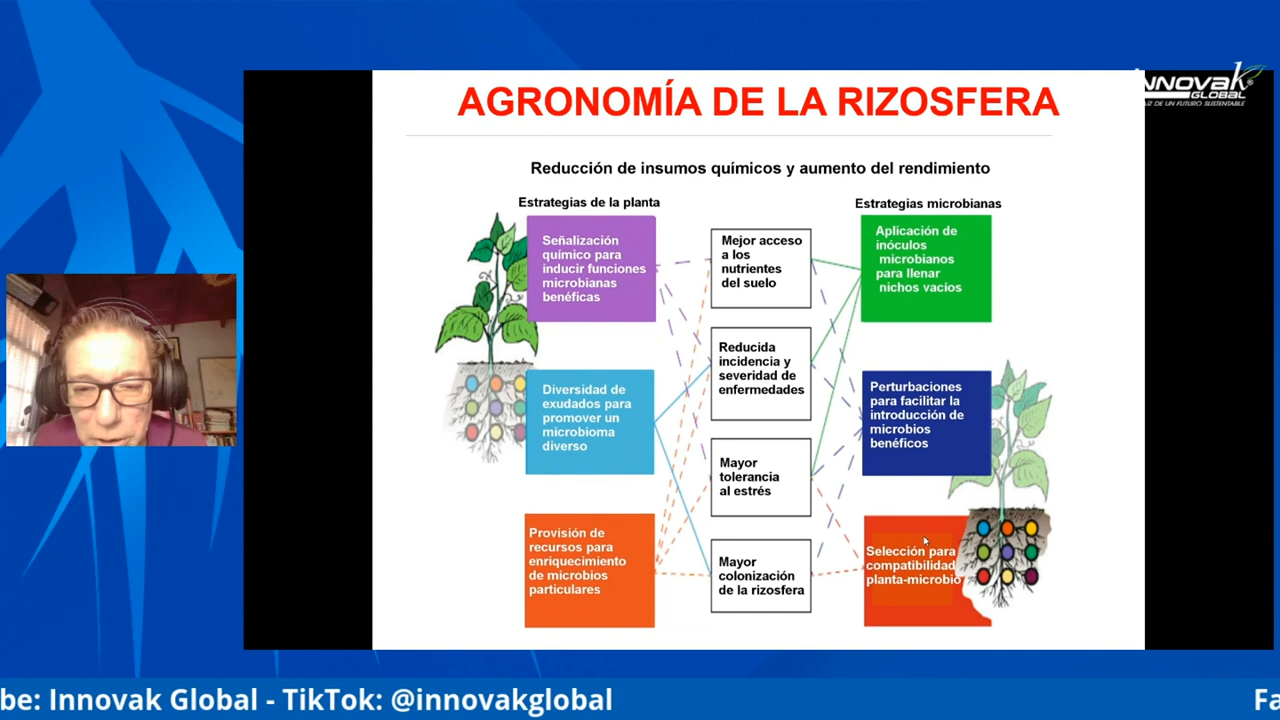 AGRONOMÍA DE LA RIZOSFERA
INNOVAK
GLOBAL
DE UN FUTURO SUSTENTABLE
Reducción de insumos químicos y aumento del rendimiento
Estrategias de la planta
Estrategias microbianas
Señalización
químico para
inducir funciones
microbianas
benéficas
Mejor acceso
a los
nutrientes
del suelo
Aplicación de
inóculos
microbianos
para llenar
nichos vacíos
Reducida
incidencia y
severidad de
enfermedades
Diversidad de
exudados para
promover un
microbioma
diverso
Perturbaciones
para facilitar la
introducción de
microbios
benéficos
Mayor
tolerancia
al estrés
Provisión de
recursos para
enriquecimiento
de microbios
particulares
Mayor
colonización
de la rizosfera
Selección para
compatibilidad
planta-microbio
be: Innovak Global - TikTok: @innovakglobal
Fa